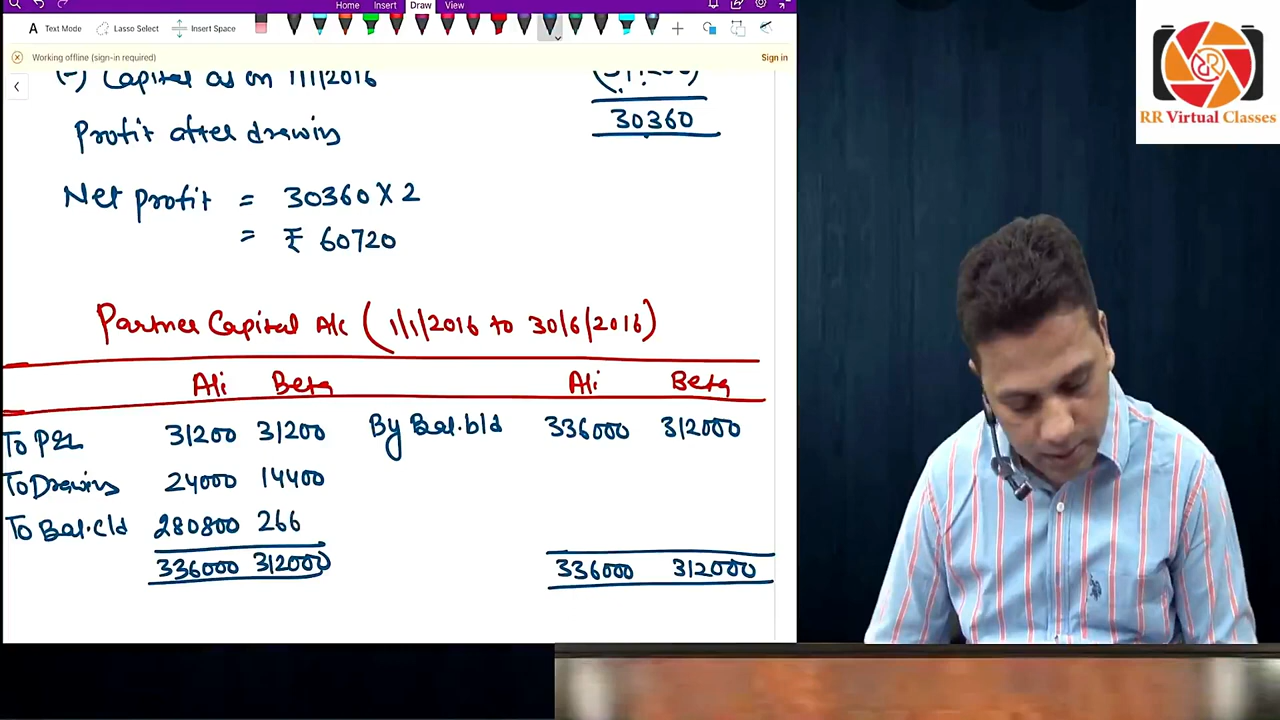 Home Insert Draw View
A Text Mode Lasso Select Insert Space
Working offline (sign-in required) Sign in
(-) Capital as on 1/1/2016
Profit after drawing 30360
Net profit = 30360 X 2
= ₹ 60720
Partner Capital A/c (1/1/2016 to 30/6/2016)
Ali Beta Ali Beta
To P&L 31200 31200 By Bal. b/d 336000 312000
To Drawing 24000 14400
To Bal. c/d 280800 266
336000 312000 336000 312000
RR Virtual Classes